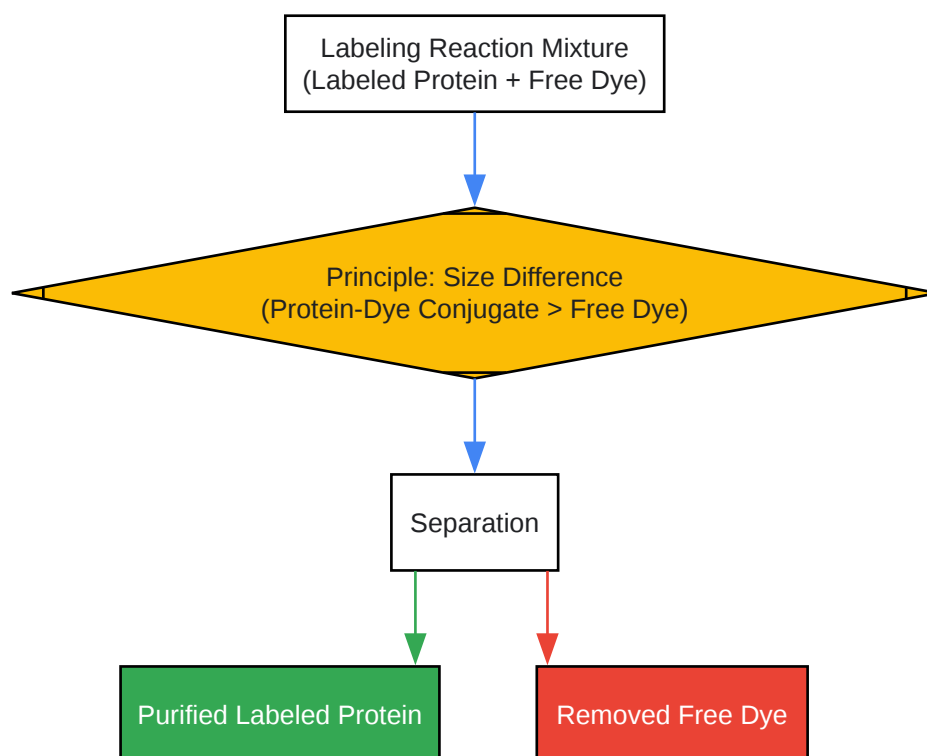 Labeling Reaction Mixture
(Labeled Protein + Free Dye)
Principle: Size Difference
(Protein-Dye Conjugate > Free Dye)
Separation
Purified Labeled Protein
Removed Free Dye